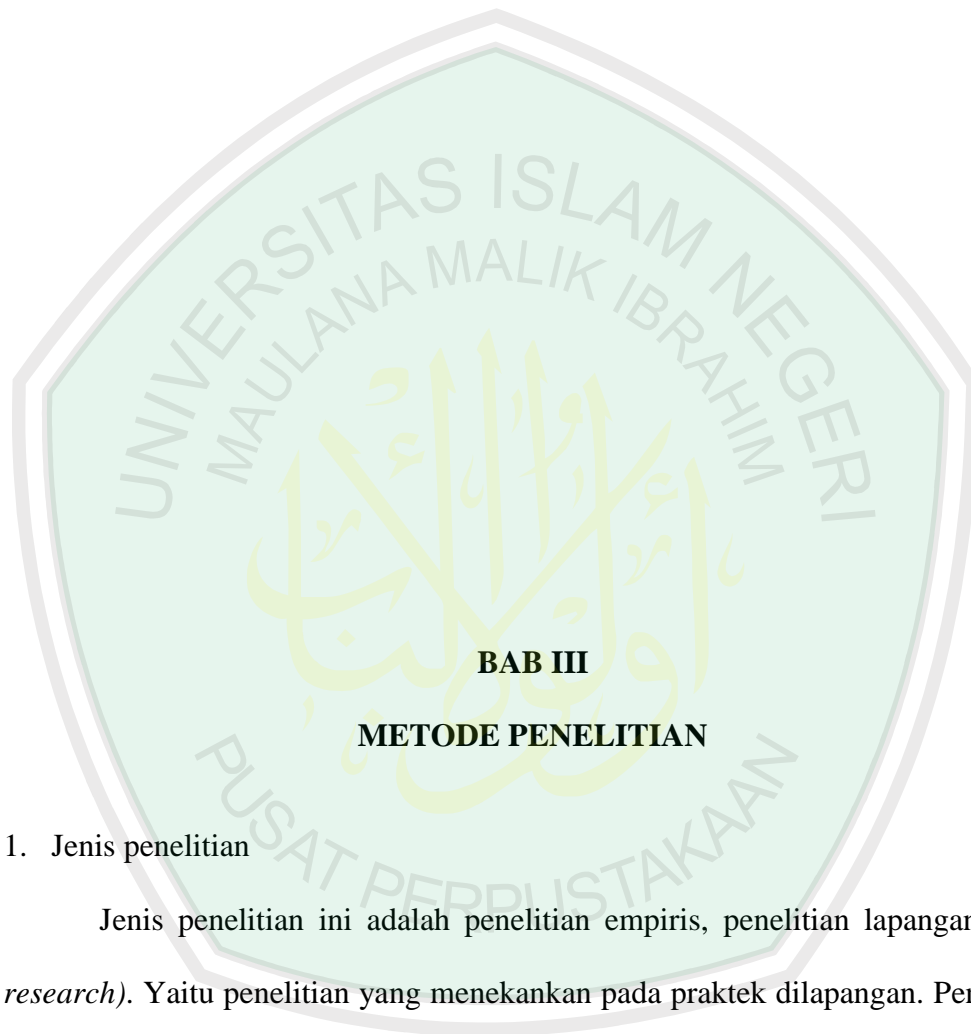 UNIVERSITAS ISLAM NEGERI
MAULANA MALIK IBRAHIM
BAB III
METODE PENELITIAN
1. Jenis penelitian
Jenis penelitian ini adalah penelitian empiris, penelitian lapangan
research). Yaitu penelitian yang menekankan pada praktek dilapangan.
PUSAT PERPUSTAKAAN